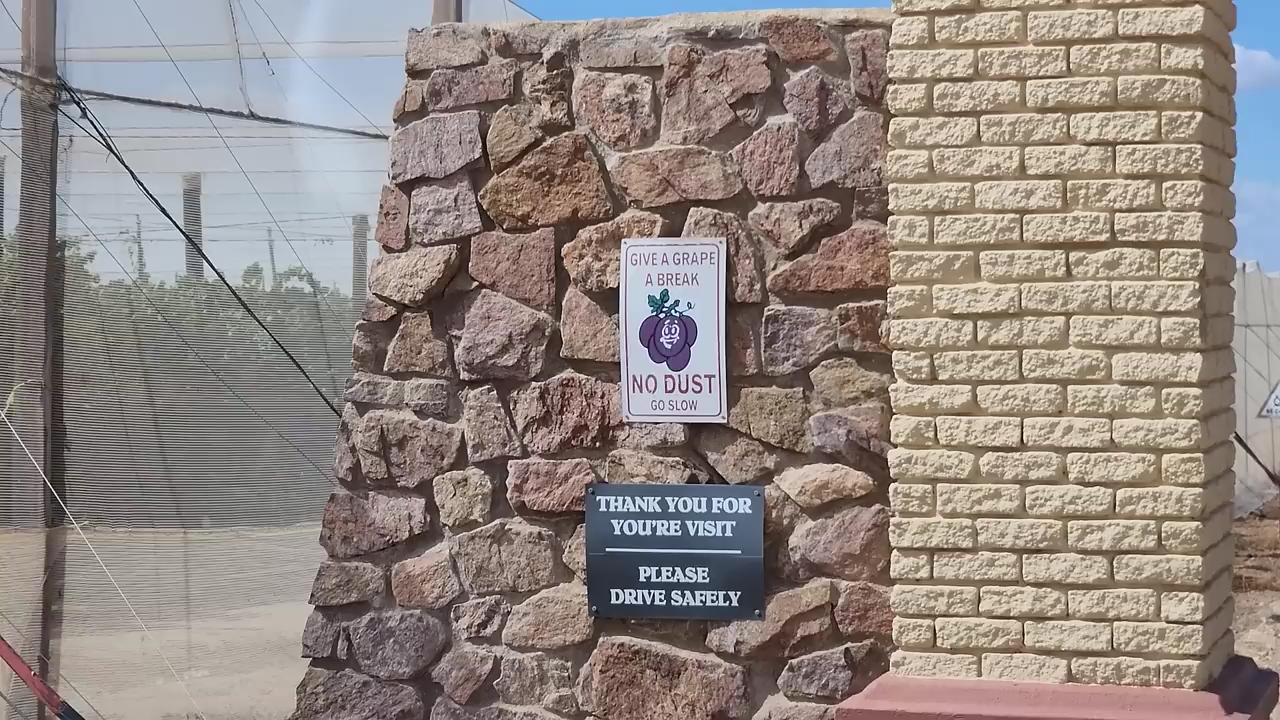 GIVE A GRAPE
A BREAK
NO DUST
GO SLOW
THANK YOU FOR
YOU'RE VISIT
PLEASE
DRIVE SAFELY